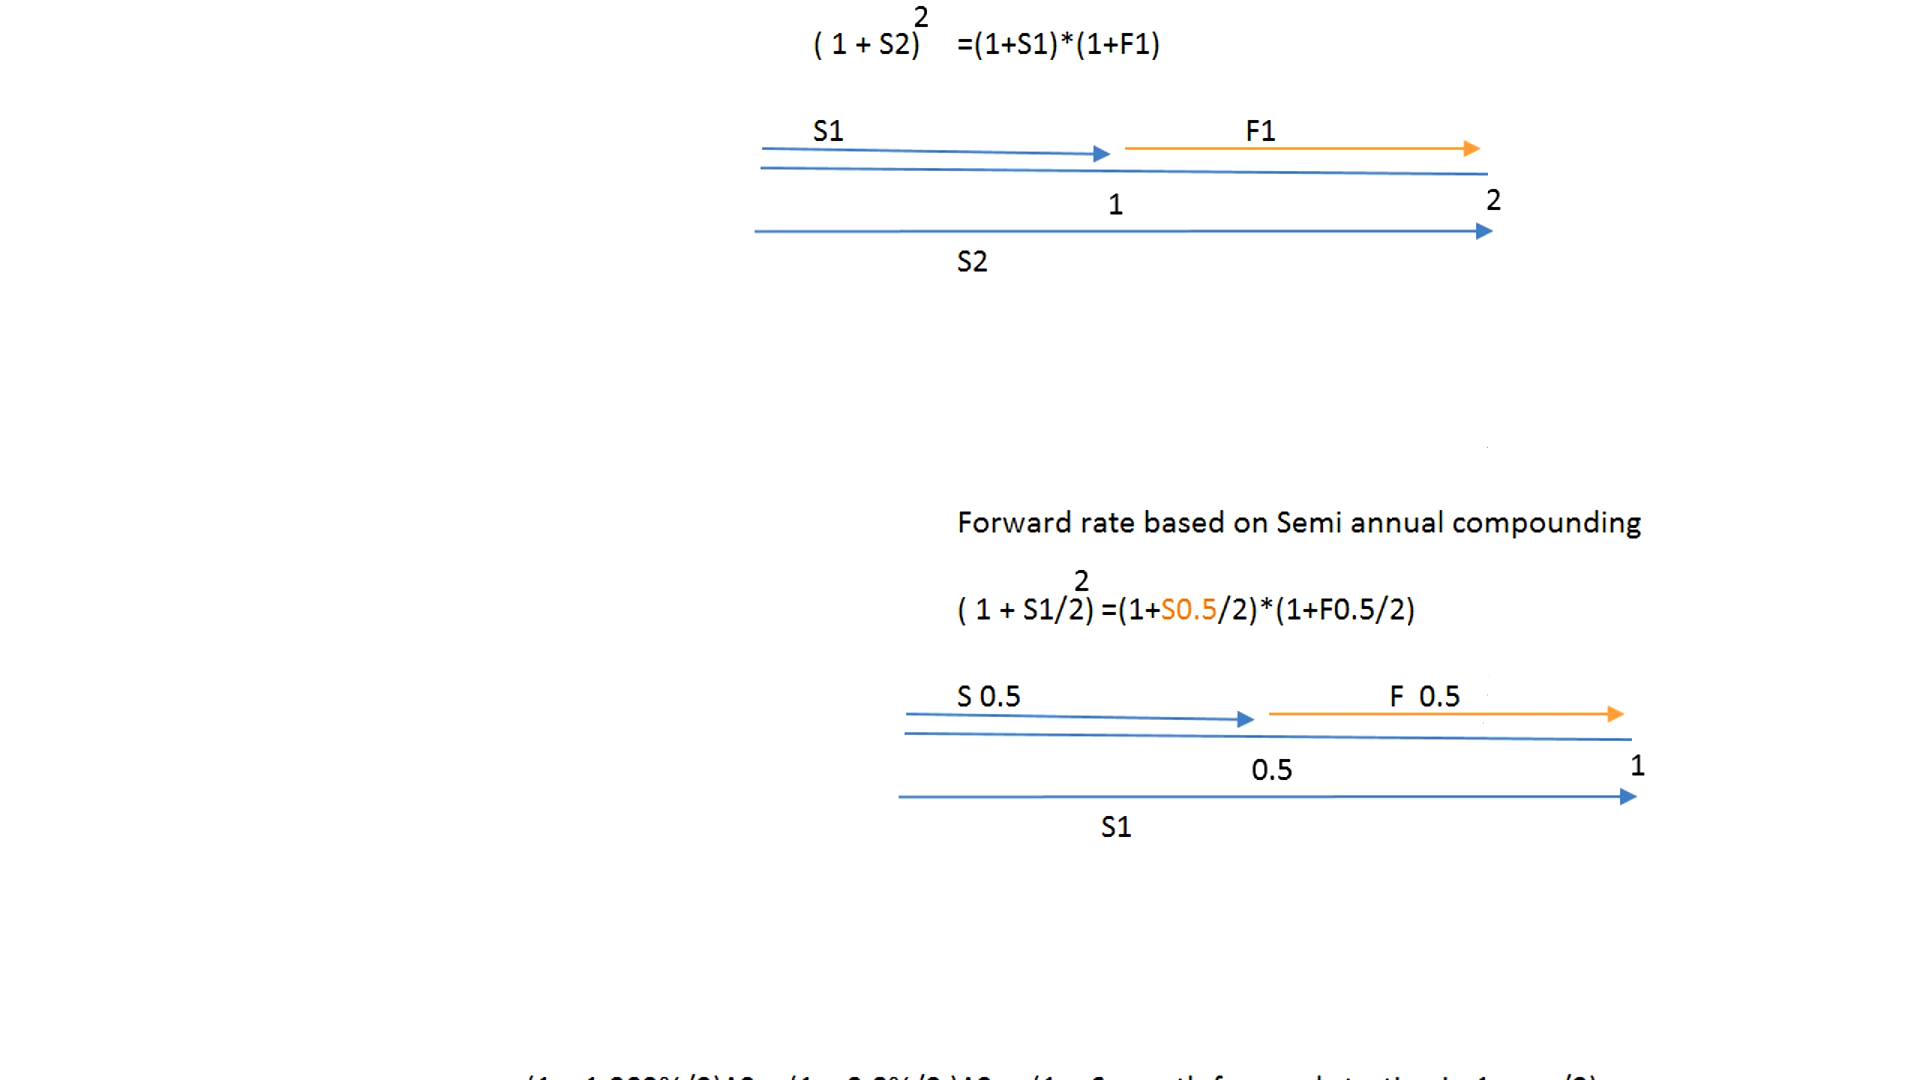 2
( 1 + S2) =(1+S1)*(1+F1)
S1 F1
1 2
S2
Forward rate based on Semi annual compounding
2
( 1 + S1/2) =(1+S0.5/2)*(1+F0.5/2)
S 0.5 F 0.5
0.5 1
S1